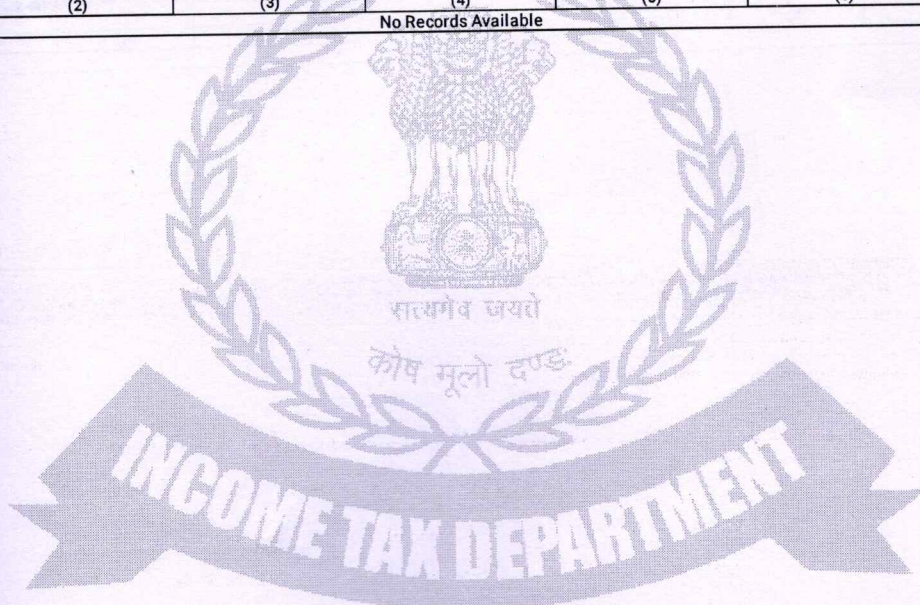 (2) (3) (4)
No Records Available
सत्यमेव जयते
कोष मूलो दण्डः
INCOME TAX DEPARTMENT